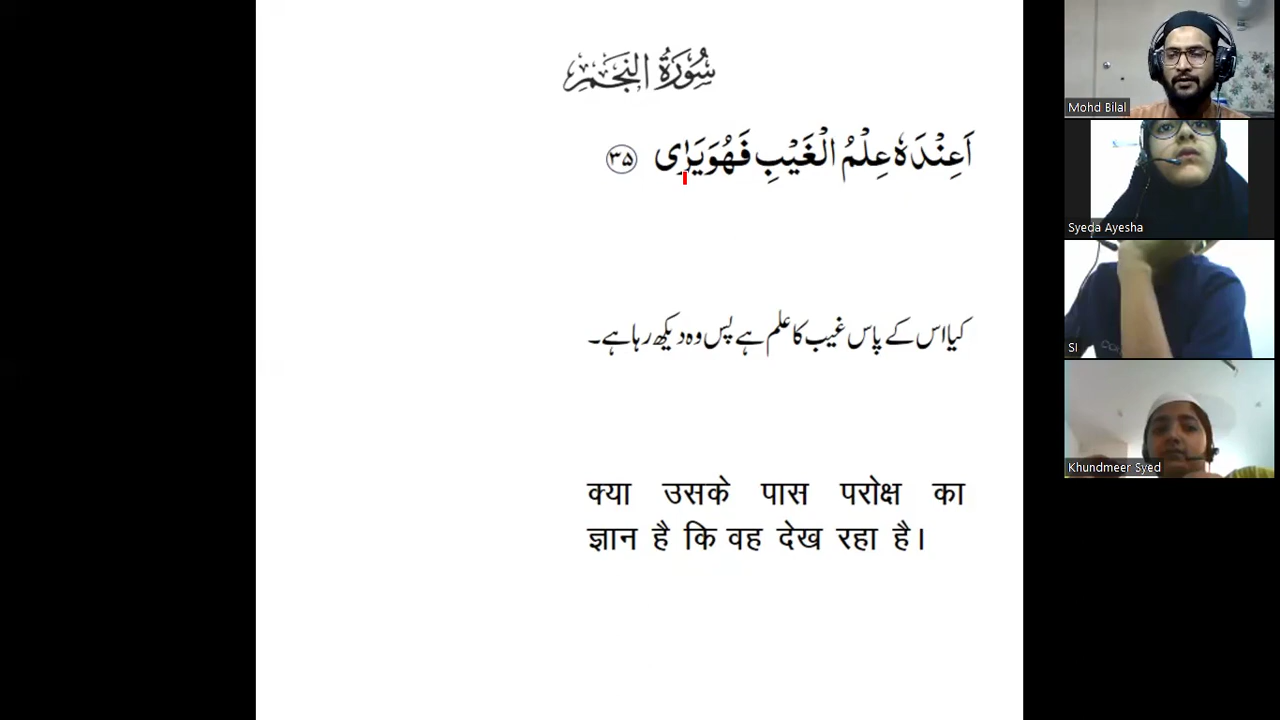 سُوْرَةُ النَّجْمِ
اَعِنْدَهٗ عِلْمُ الْغَيْبِ فَهُوَ يَرٰى ۳۵
کیا اس کے پاس غیب کا علم ہے پس وہ دیکھ رہا ہے۔
क्या उसके पास परोक्ष का
ज्ञान है कि वह देख रहा है।
Mohd Bilal
Syeda Ayesha
SI
Khundmeer Syed